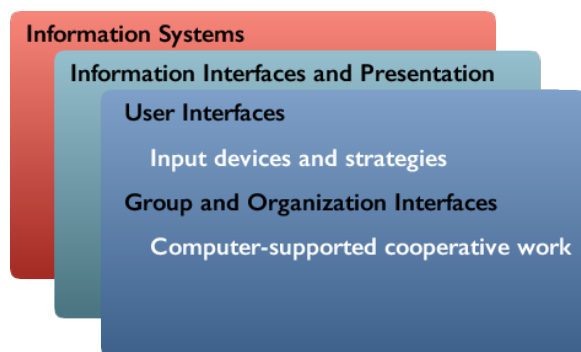 Information Systems
Information Interfaces and Presentation
User Interfaces
Input devices and strategies
Group and Organization Interfaces
Computer-supported cooperative work